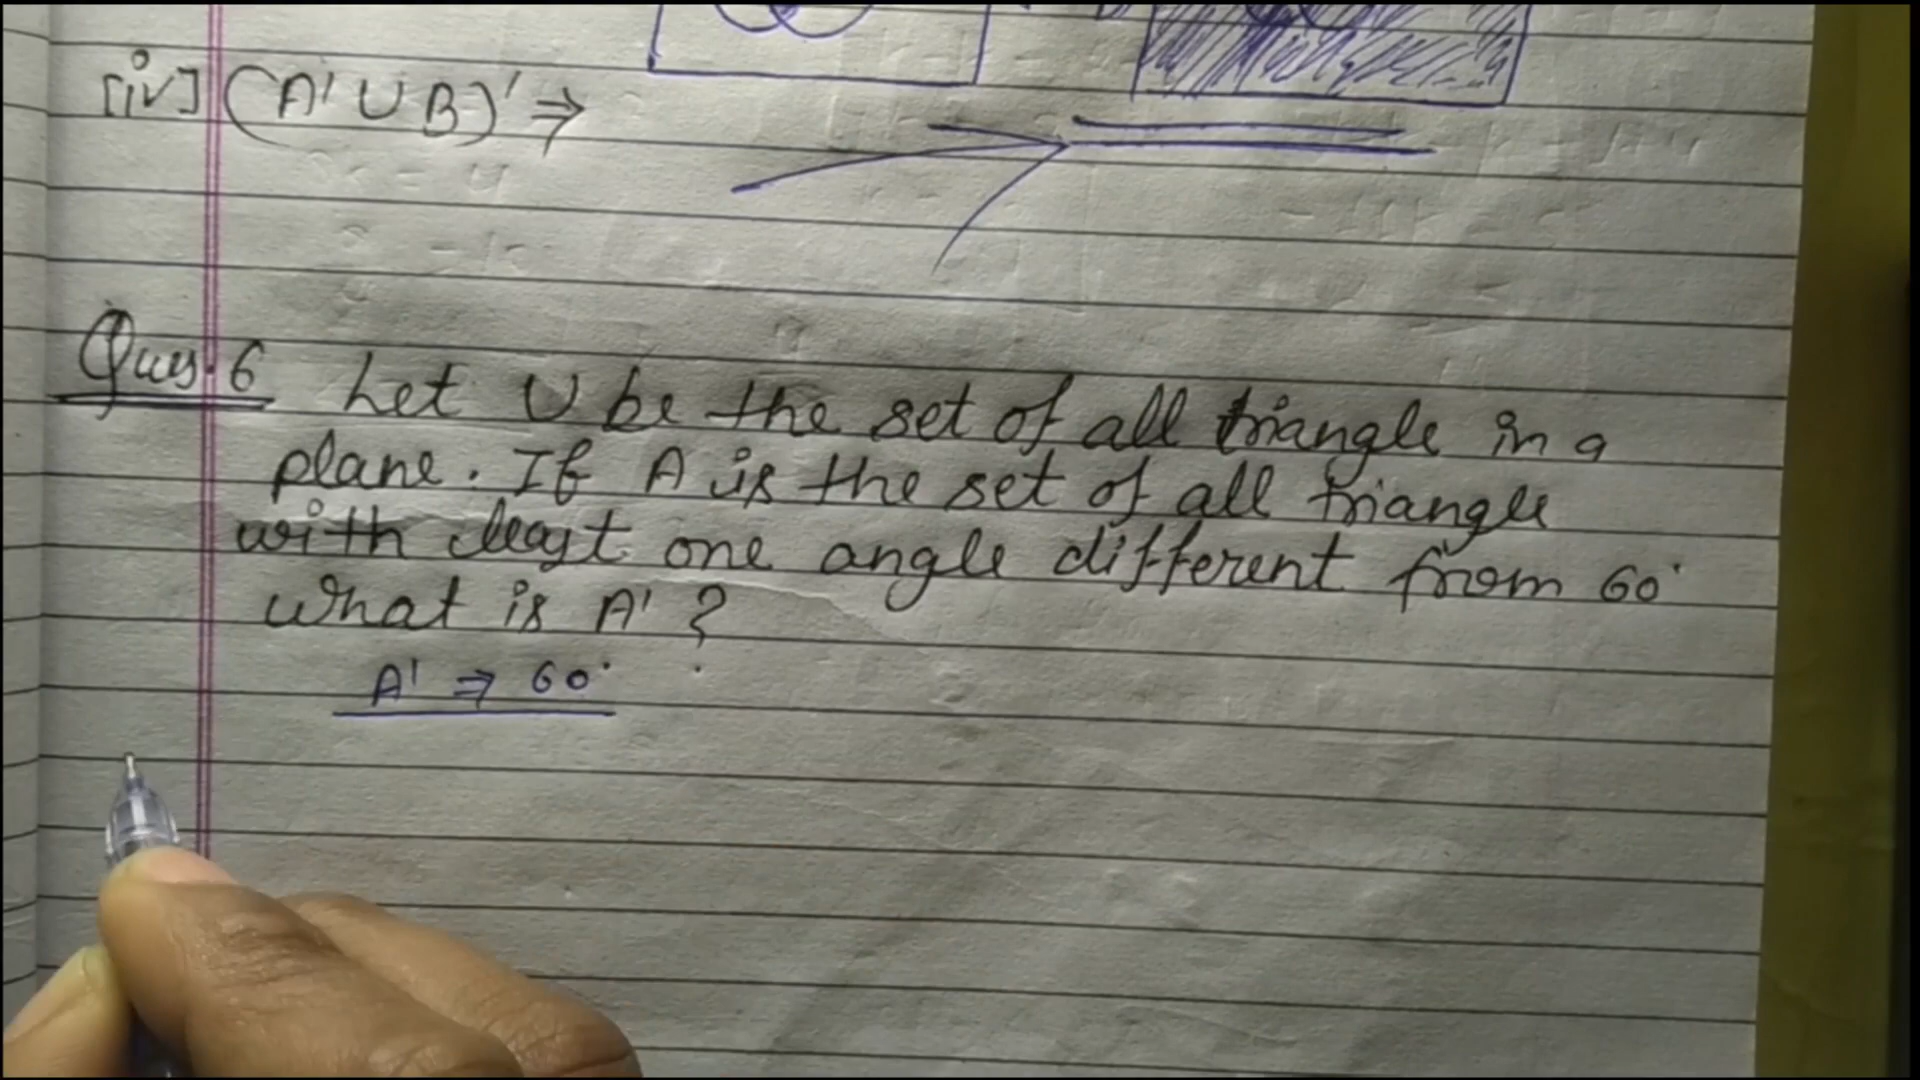 [iv] (A' ∪ B)' ⇒
Ques.6 Let U be the set of all triangle in a
plane. If A is the set of all triangle
with least one angle different from 60°
what is A' ?
A' ⇒ 60°